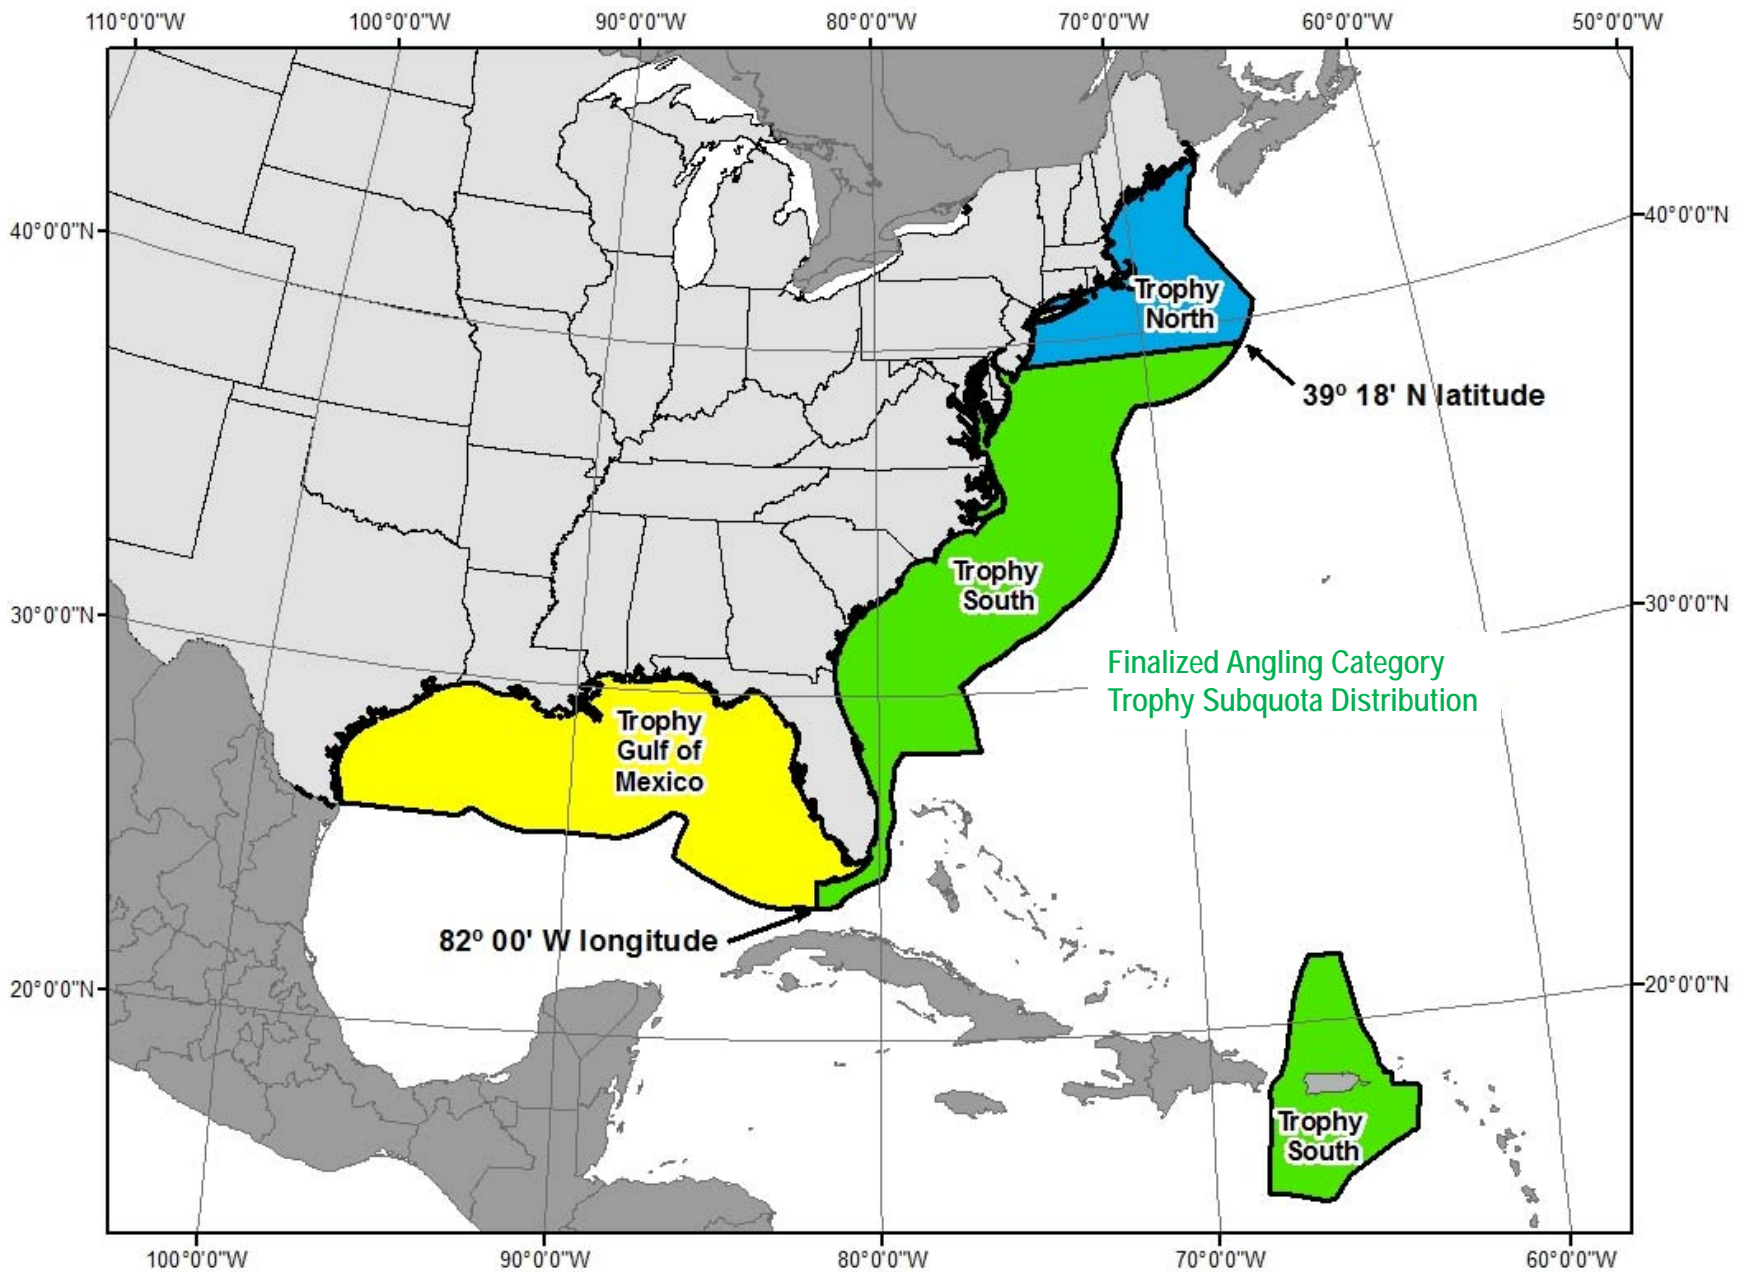 110°0'0"W
100°0'0"W
90°0'0"W
80°0'0"W
70°0'0"W
60°0'0"W
50°0'0"W
40°0'0"N
40°0'0"N
Trophy
North
39º 18' N latitude
Trophy
South
30°0'0"N
30°0'0"N
Finalized Angling Category
Trophy Subquota Distribution
Trophy
Gulf of
Mexico
82º 00' W longitude
20°0'0"N
20°0'0"N
Trophy
South
100°0'0"W
90°0'0"W
80°0'0"W
70°0'0"W
60°0'0"W